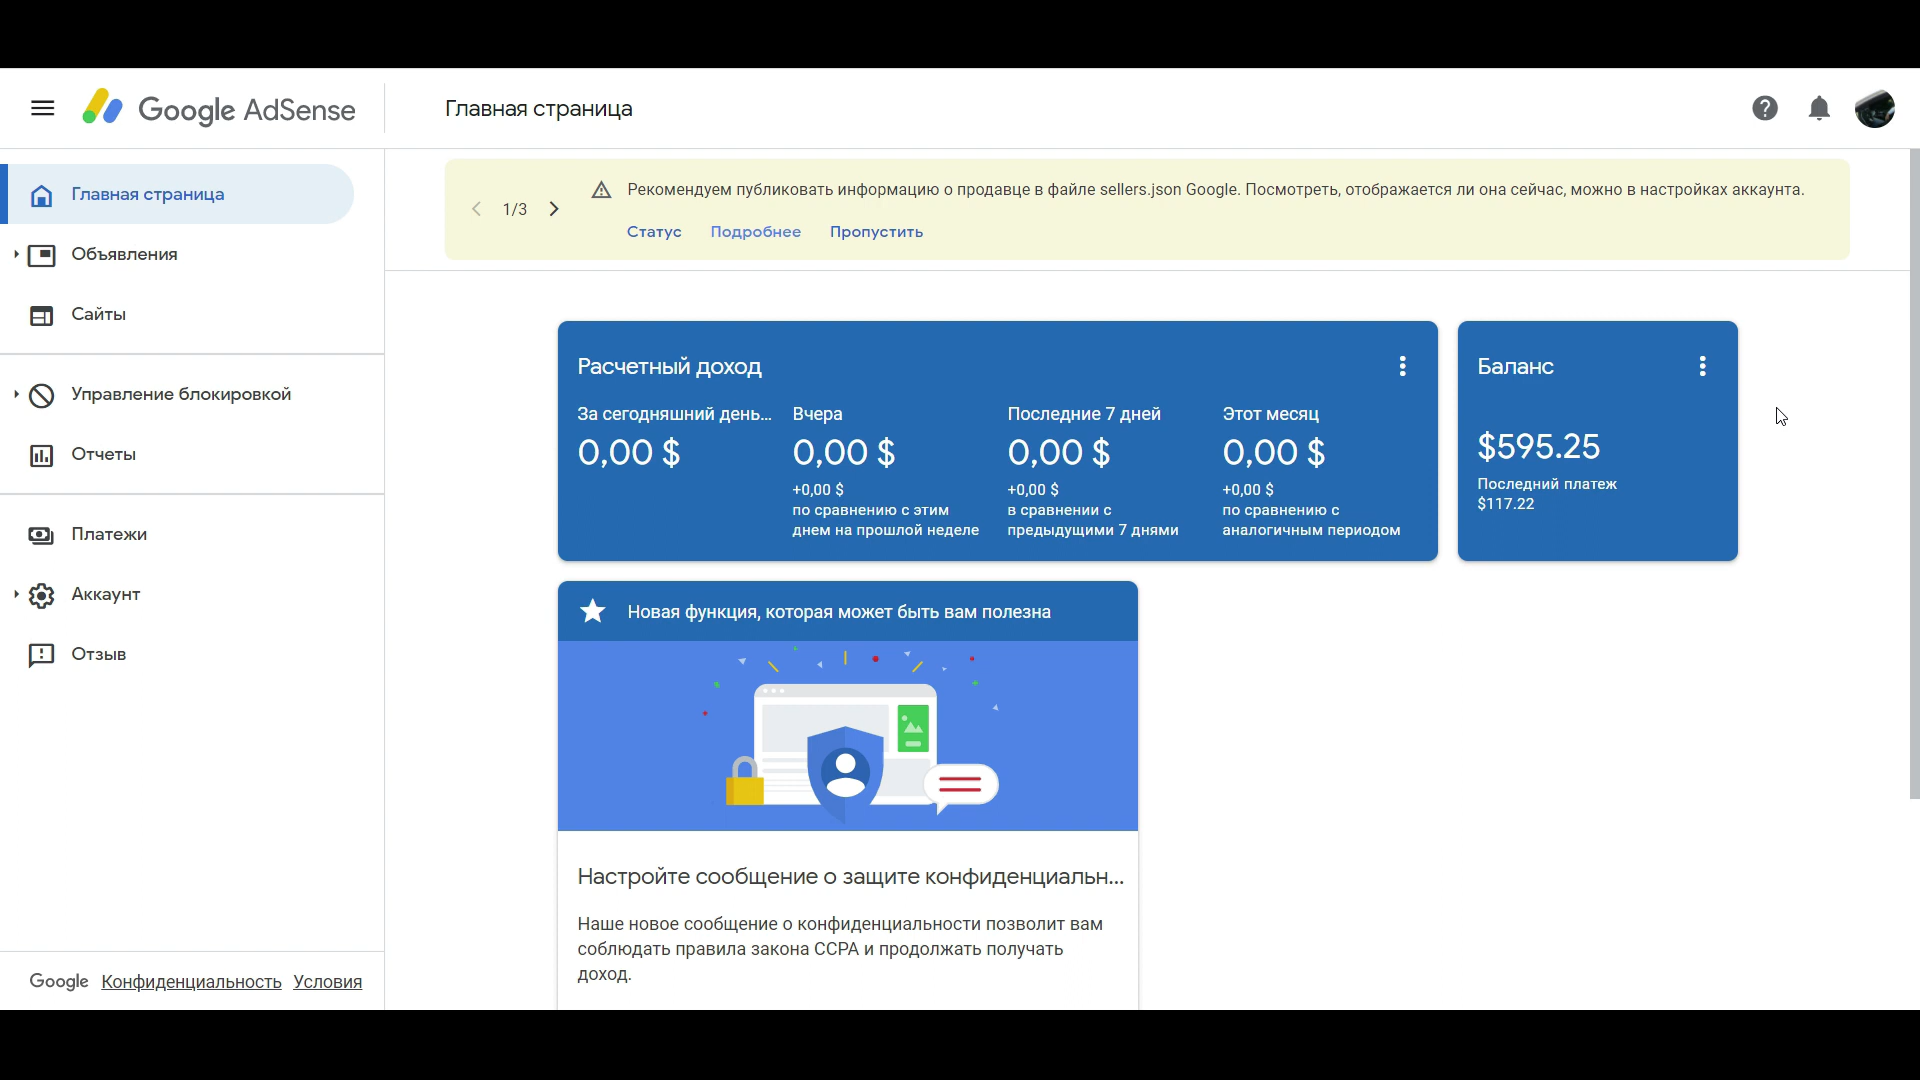 Google AdSense
Главная страница
Главная страница
Объявления
Сайты
Управление блокировкой
Отчеты
Платежи
Аккаунт
Отзыв
Google Конфиденциальность Условия
1/3
Рекомендуем публиковать информацию о продавце в файле sellers.json Google. Посмотреть, отображается ли она сейчас, можно в настройках аккаунта.
Статус Подробнее Пропустить
Расчетный доход
За сегодняшний день...
0,00 $
Вчера
0,00 $
+0,00 $
по сравнению с этим
днем на прошлой неделе
Последние 7 дней
0,00 $
+0,00 $
в сравнении с
предыдущими 7 днями
Этот месяц
0,00 $
+0,00 $
по сравнению с
аналогичным периодом
Баланс
$595.25
Последний платеж
$117.22
Новая функция, которая может быть вам полезна
Настройте сообщение о защите конфиденциальн...
Наше новое сообщение о конфиденциальности позволит вам
соблюдать правила закона CCPA и продолжать получать
доход.